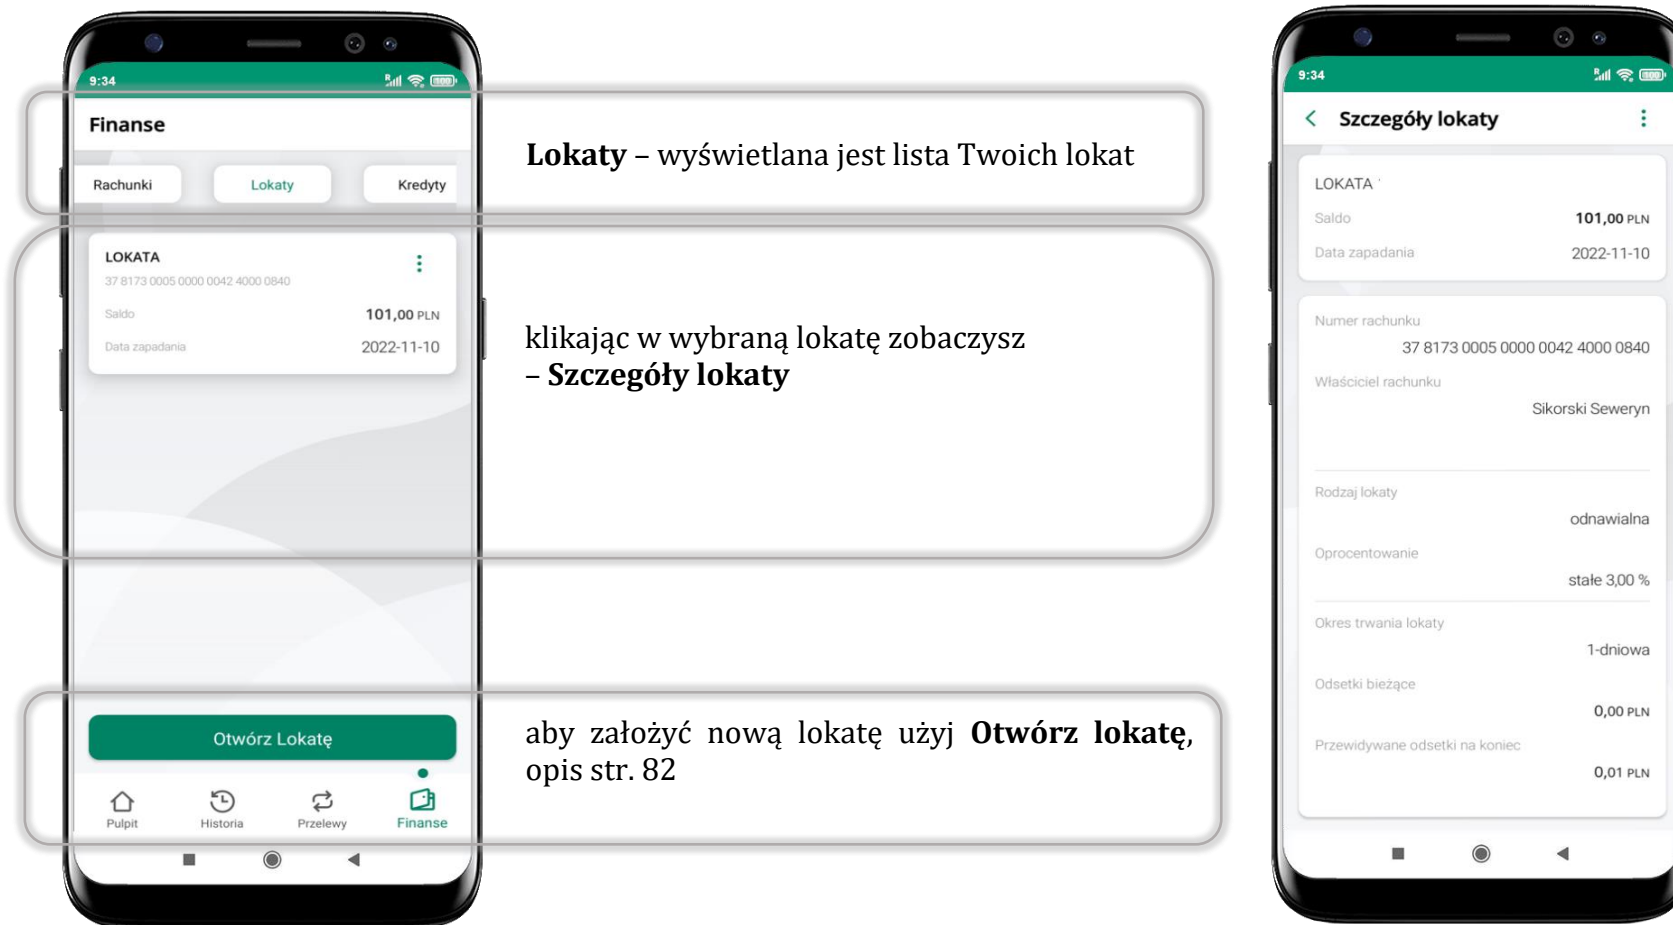 9:34
Finanse
Rachunki Lokaty Kredyty
LOKATA
37 8173 0005 0000 0042 4000 0840
Saldo 101,00 PLN
Data zapadania 2022-11-10
Otwórz Lokatę
Pulpit Historia Przelewy Finanse
Lokaty – wyświetlana jest lista Twoich lokat
klikając w wybraną lokatę zobaczysz
– Szczegóły lokaty
aby założyć nową lokatę użyj Otwórz lokatę,
opis str. 82
9:34
Szczegóły lokaty
LOKATA
Saldo 101,00 PLN
Data zapadania 2022-11-10
Numer rachunku
37 8173 0005 0000 0042 4000 0840
Właściciel rachunku
Sikorski Seweryn
Rodzaj lokaty
odnawialna
Oprocentowanie
stałe 3,00 %
Okres trwania lokaty
1-dniowa
Odsetki bieżące
0,00 PLN
Przewidywane odsetki na koniec
0,01 PLN